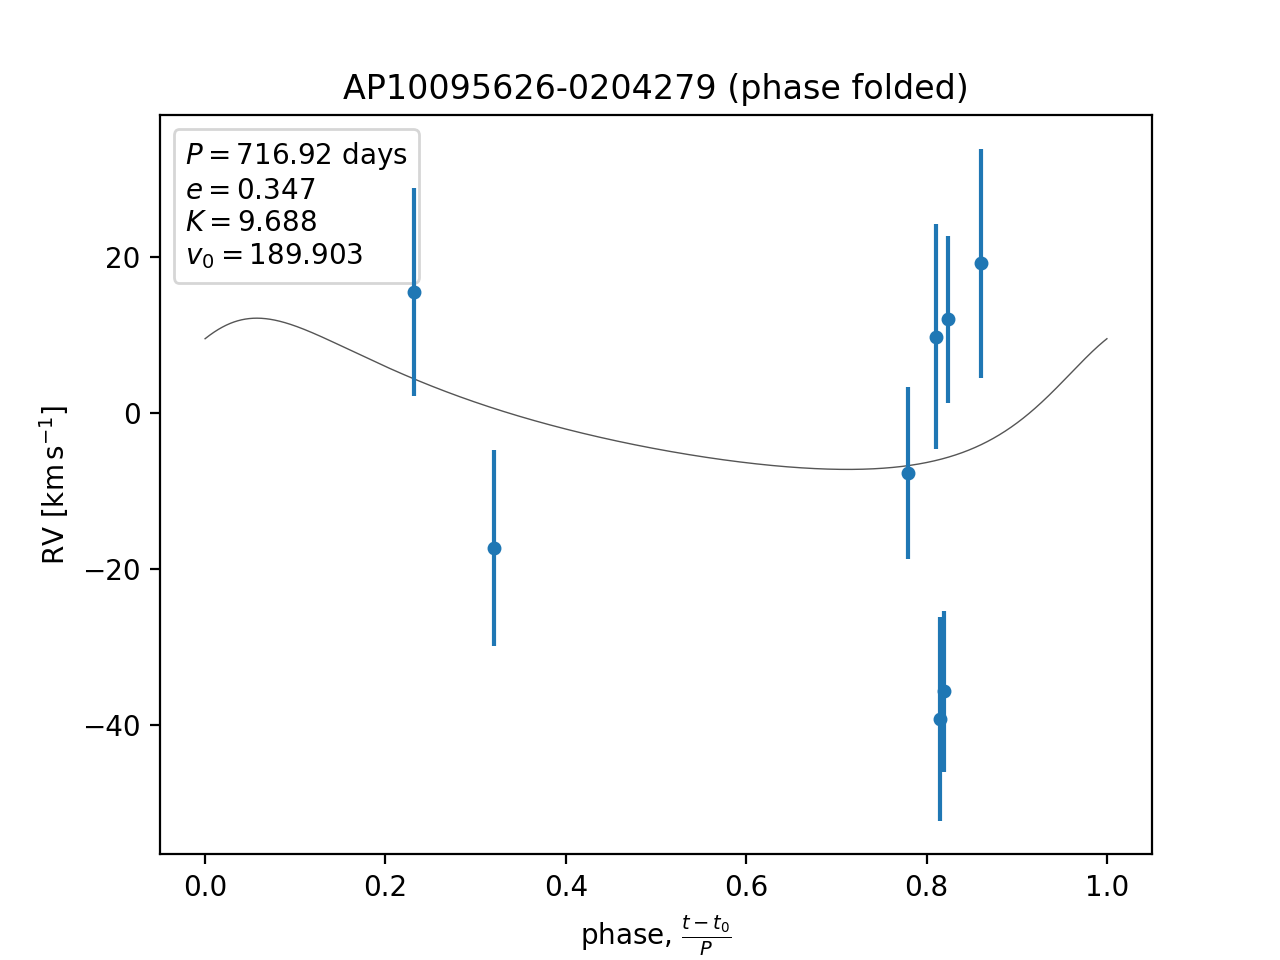 AP10095626-0204279 (phase folded)
P = 716.92 days
e = 0.347
K = 9.688
v₀ = 189.903
20
0
−20
−40
RV [km s⁻¹]
0.0 0.2 0.4 0.6 0.8 1.0
phase, (t − t₀)/P